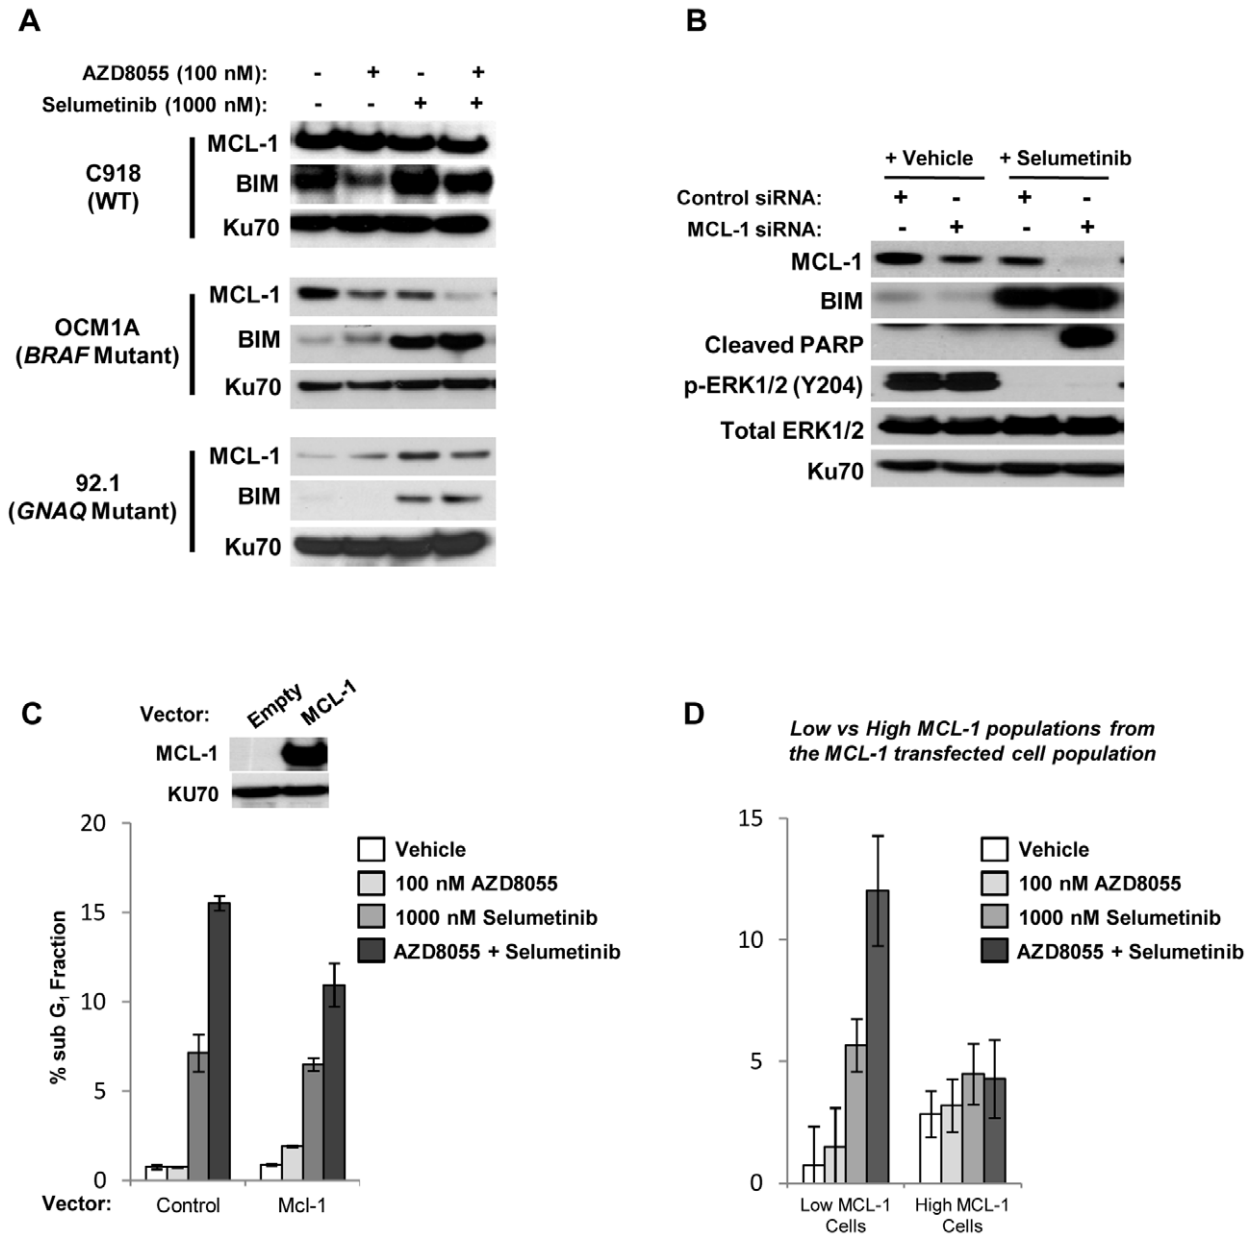 A
AZD8055 (100 nM): - + - +
Selumetinib (1000 nM): - - + +
C918
(WT)
MCL-1
BIM
Ku70
OCM1A
(BRAF Mutant)
MCL-1
BIM
Ku70
92.1
(GNAQ Mutant)
MCL-1
BIM
Ku70
B
+ Vehicle + Selumetinib
Control siRNA: + - + -
MCL-1 siRNA: - + - +
MCL-1
BIM
Cleaved PARP
p-ERK1/2 (Y204)
Total ERK1/2
Ku70
C
Vector: Empty MCL-1
MCL-1
KU70
% sub G₁ Fraction
20
15
10
5
0
Vehicle
100 nM AZD8055
1000 nM Selumetinib
AZD8055 + Selumetinib
Vector: Control Mcl-1
D
Low vs High MCL-1 populations from
the MCL-1 transfected cell population
15
10
5
0
Vehicle
100 nM AZD8055
1000 nM Selumetinib
AZD8055 + Selumetinib
Low MCL-1
Cells
High MCL-1
Cells